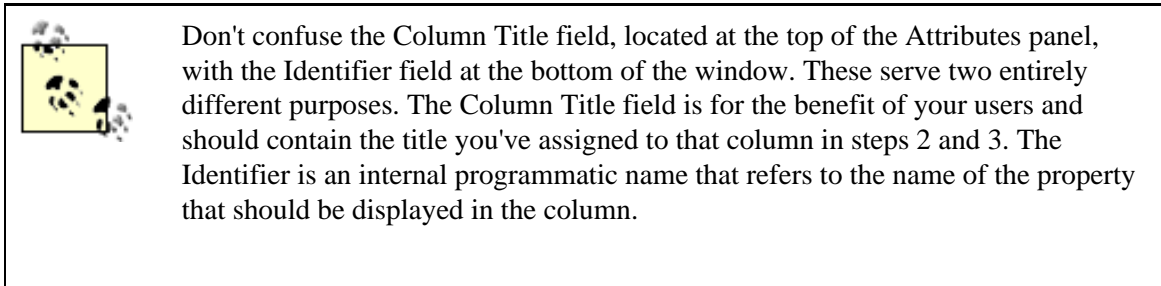 Don't confuse the Column Title field, located at the top of the Attributes panel,
with the Identifier field at the bottom of the window. These serve two entirely
different purposes. The Column Title field is for the benefit of your users and
should contain the title you've assigned to that column in steps 2 and 3. The
Identifier is an internal programmatic name that refers to the name of the property
that should be displayed in the column.